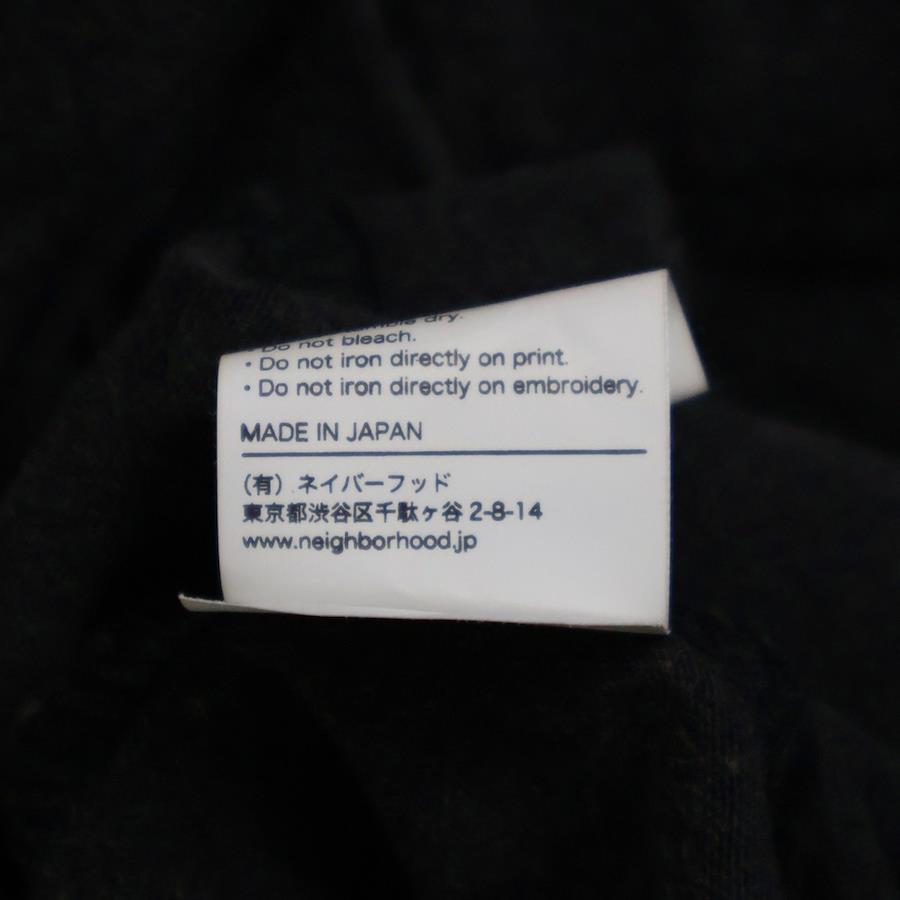 tumble dry.
• Do not bleach.
• Do not iron directly on print.
• Do not iron directly on embroidery.
MADE IN JAPAN
(有) ネイバーフッド
東京都渋谷区千駄ヶ谷 2-8-14
www.neighborhood.jp